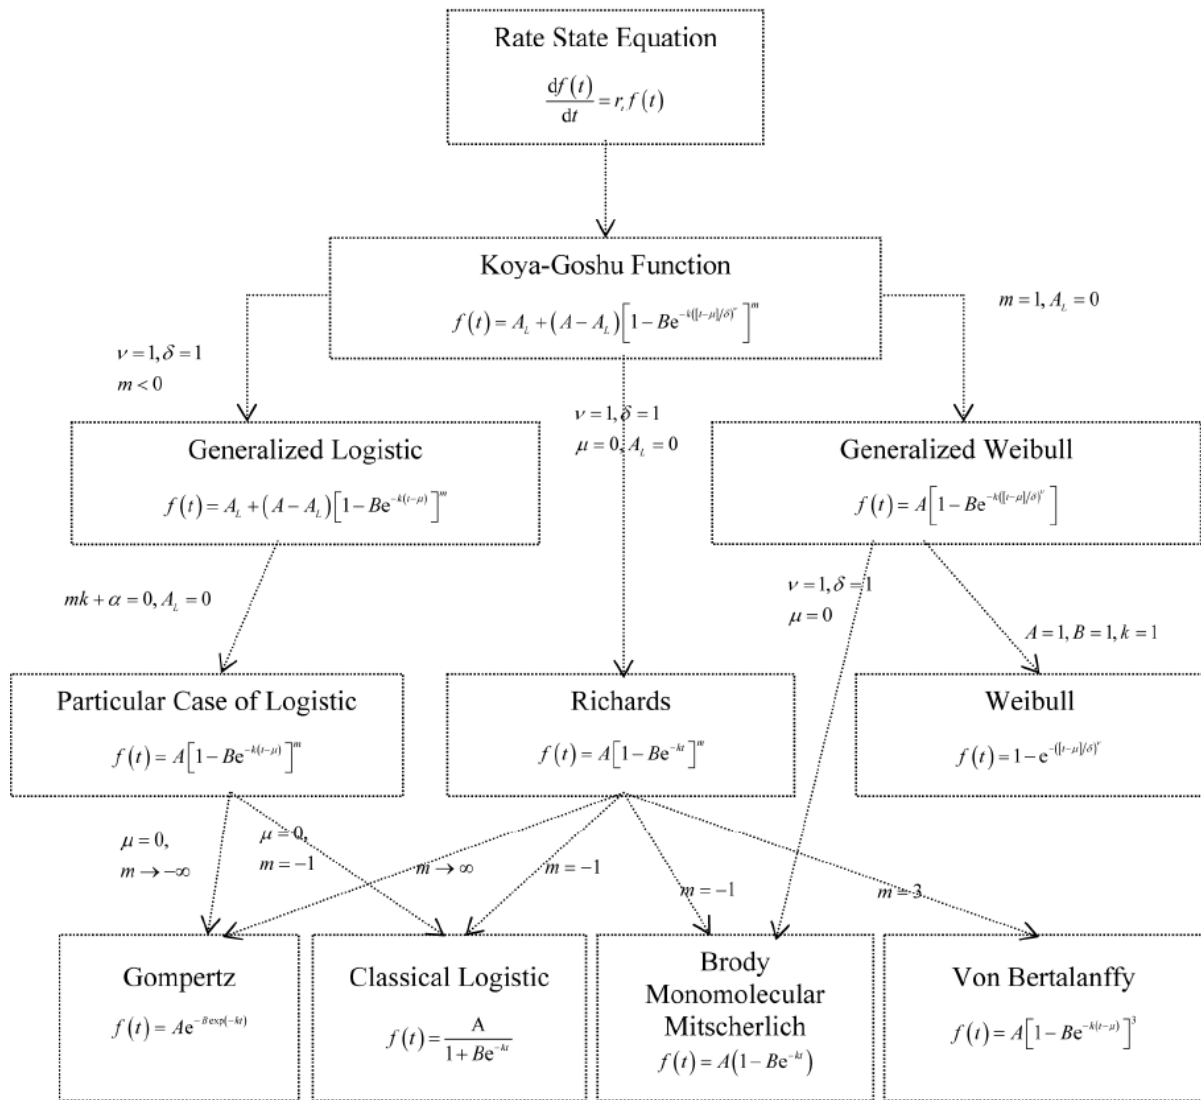 Rate State Equation
df(t)/dt = r_t f(t)
Koya-Goshu Function
f(t) = A_L + (A − A_L)[1 − Be^{−k([t−μ]/δ)^ν}]^m
m = 1, A_L = 0
ν = 1, δ = 1
m < 0
ν = 1, δ = 1
μ = 0, A_L = 0
Generalized Logistic
f(t) = A_L + (A − A_L)[1 − Be^{−k(t−μ)}]^m
Generalized Weibull
f(t) = A[1 − Be^{−k([t−μ]/δ)^ν}]
mk + α = 0, A_L = 0
ν = 1, δ = 1
μ = 0
A = 1, B = 1, k = 1
Particular Case of Logistic
f(t) = A[1 − Be^{−k(t−μ)}]^m
Richards
f(t) = A[1 − Be^{−kt}]^m
Weibull
f(t) = 1 − e^{−([t−μ]/δ)^ν}
μ = 0,
m → −∞
μ = 0,
m = −1
m → ∞
m = −1
m = −1
m = 3
Gompertz
f(t) = Ae^{−B exp(−kt)}
Classical Logistic
f(t) = A/(1 + Be^{−kt})
Brody
Monomolecular
Mitscherlich
f(t) = A(1 − Be^{−kt})
Von Bertalanffy
f(t) = A[1 − Be^{−k(t−μ)}]^3